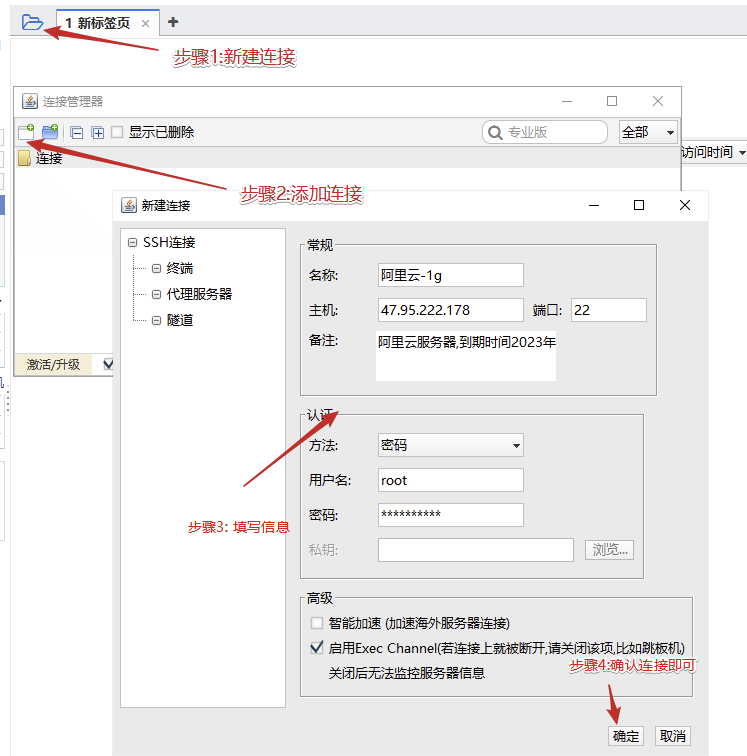 1 新标签页
步骤1:新建连接
连接管理器
显示已删除
专业版
全部
连接
访问时间
步骤2:添加连接
新建连接
SSH连接
终端
代理服务器
隧道
激活/升级
常规
名称:
阿里云-1g
主机:
47.95.222.178
端口:
22
备注:
阿里云服务器,到期时间2023年
认证
方法:
密码
用户名:
root
密码:
**********
私钥:
浏览...
步骤3: 填写信息
高级
智能加速 (加速海外服务器连接)
启用Exec Channel(若连接上就被断开,请关闭该项,比如跳板机)
关闭后无法监控服务器信息
步骤4:确认连接即可
确定
取消